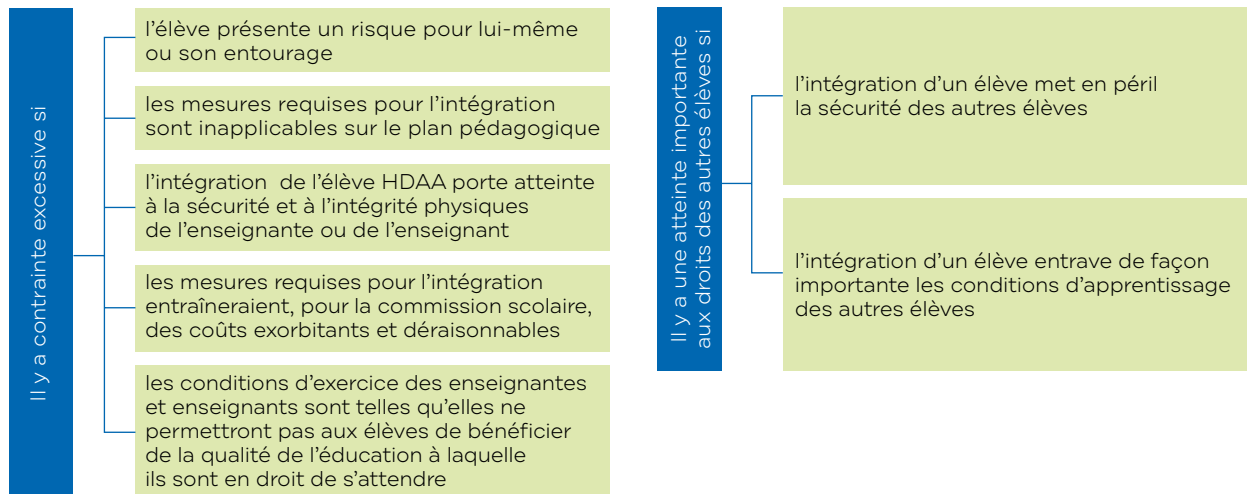 Il y a contrainte excessive si
l'élève présente un risque pour lui-même
ou son entourage
les mesures requises pour l'intégration
sont inapplicables sur le plan pédagogique
l'intégration  de l'élève HDAA porte atteinte
à la sécurité et à l'intégrité physiques
de l'enseignante ou de l'enseignant
les mesures requises pour l'intégration
entraîneraient, pour la commission scolaire,
des coûts exorbitants et déraisonnables
les conditions d'exercice des enseignantes
et enseignants sont telles qu'elles ne
permettront pas aux élèves de bénéficier
de la qualité de l'éducation à laquelle
ils sont en droit de s'attendre
Il y a une atteinte importante
aux droits des autres élèves si
l'intégration d'un élève met en péril
la sécurité des autres élèves
l'intégration d'un élève entrave de façon
importante les conditions d'apprentissage
des autres élèves